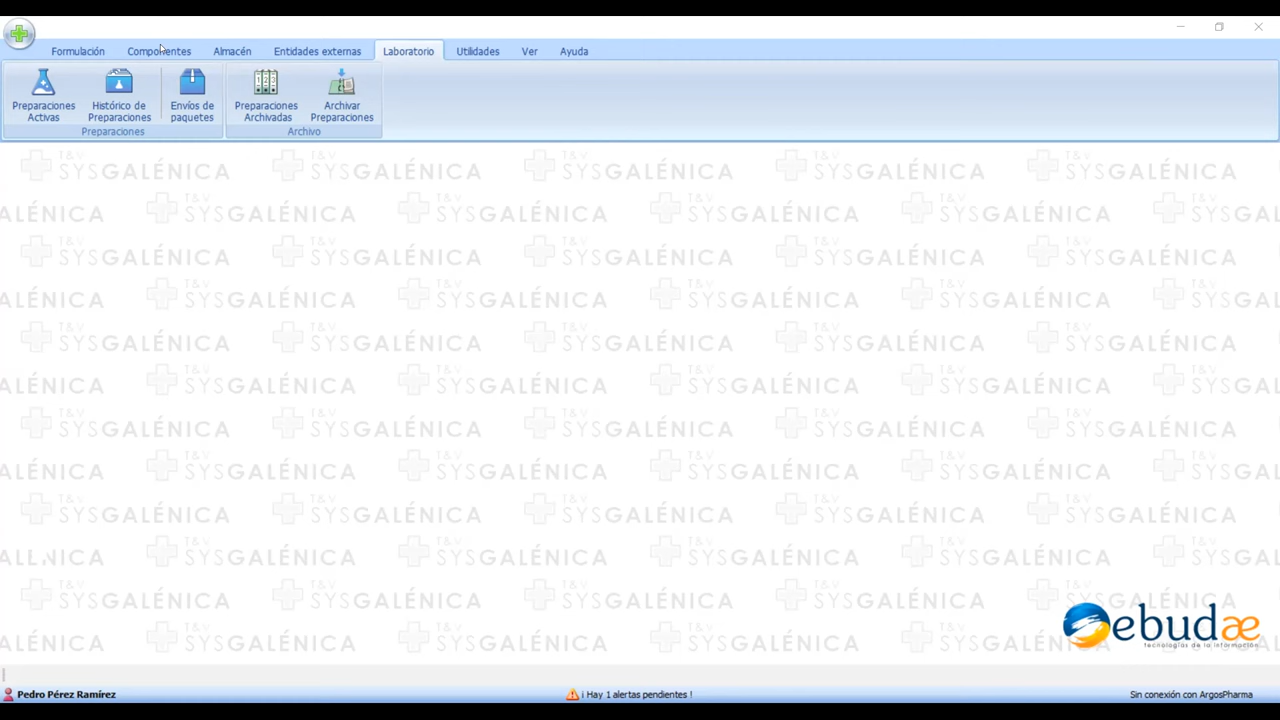 Formulación Componentes Almacén Entidades externas Laboratorio Utilidades Ver Ayuda
Preparaciones Activas
Histórico de Preparaciones
Envíos de paquetes
Preparaciones Archivadas
Archivar Preparaciones
Preparaciones
Archivo
T&V
SYSGALÉNICA
ebudæ
tecnologías de la información
Pedro Pérez Ramírez
¡ Hay 1 alertas pendientes !
Sin conexión con ArgosPharma